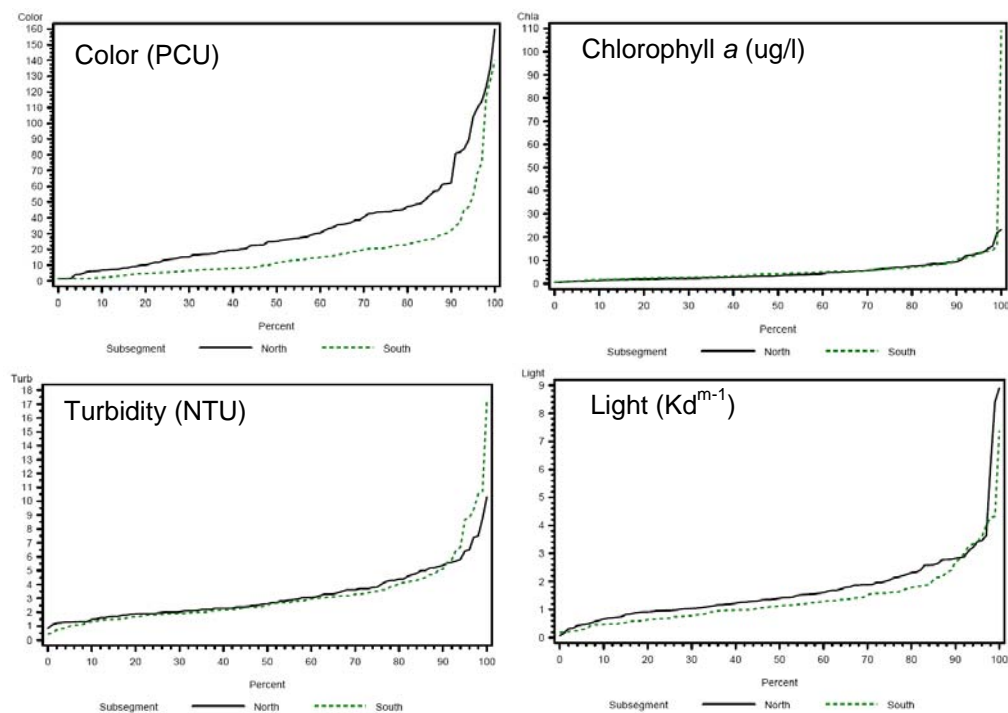 Color
Color (PCU)
160
150
140
130
120
110
100
90
80
70
60
50
40
30
20
10
0
0 10 20 30 40 50 60 70 80 90 100
Percent
Subsegment North South
Chla
Chlorophyll a (ug/l)
110
100
90
80
70
60
50
40
30
20
10
0
0 10 20 30 40 50 60 70 80 90 100
Percent
Subsegment North South
Turb
Turbidity (NTU)
18
17
16
15
14
13
12
11
10
9
8
7
6
5
4
3
2
1
0
0 10 20 30 40 50 60 70 80 90 100
Percent
Subsegment North South
Light
Light (Kd^m-1)
9
8
7
6
5
4
3
2
1
0
0 10 20 30 40 50 60 70 80 90 100
Percent
Subsegment North South